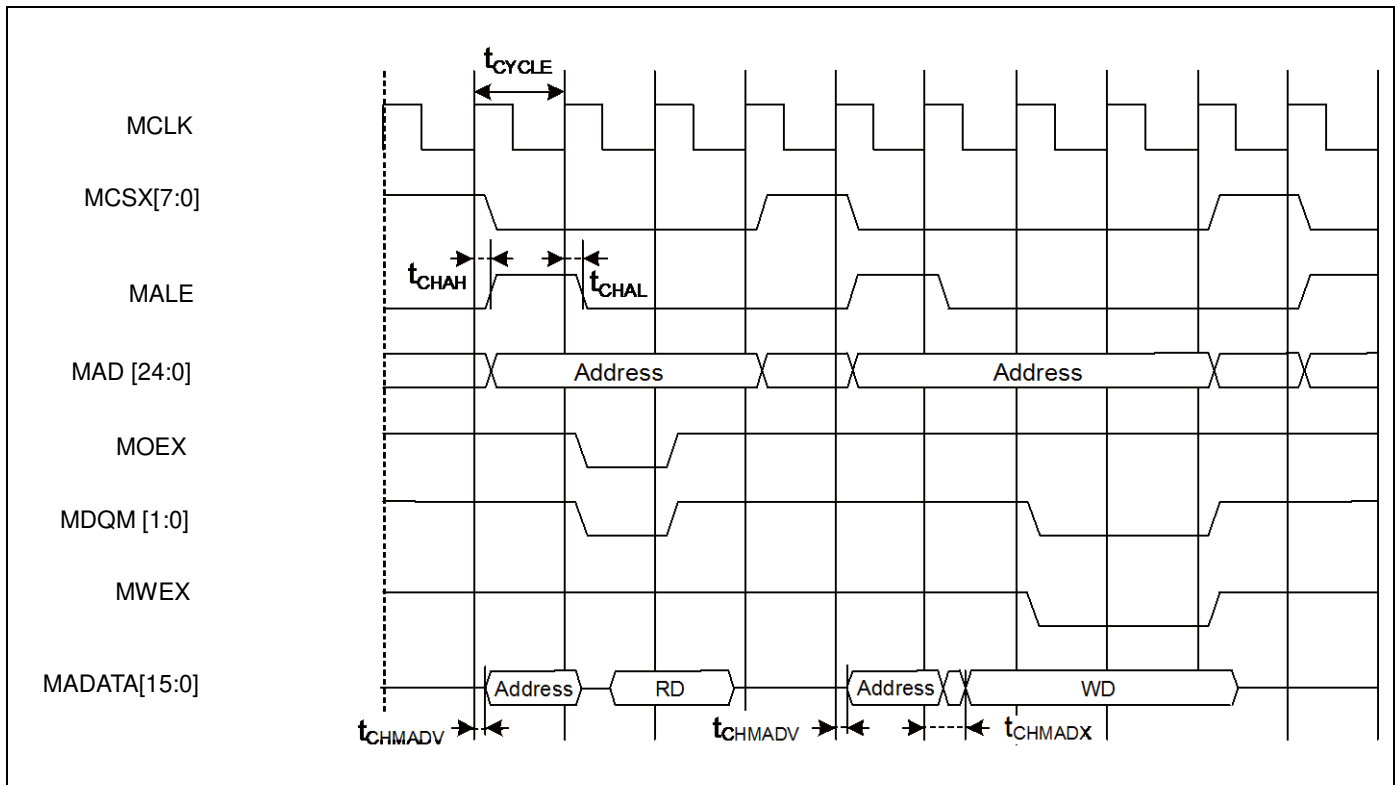 tCYCLE
MCLK
MCSX[7:0]
tCHAH
tCHAL
MALE
MAD [24:0]
Address
Address
MOEX
MDQM [1:0]
MWEX
MADATA[15:0]
Address
RD
Address
WD
tCHMADV
tCHMADV
tCHMADX